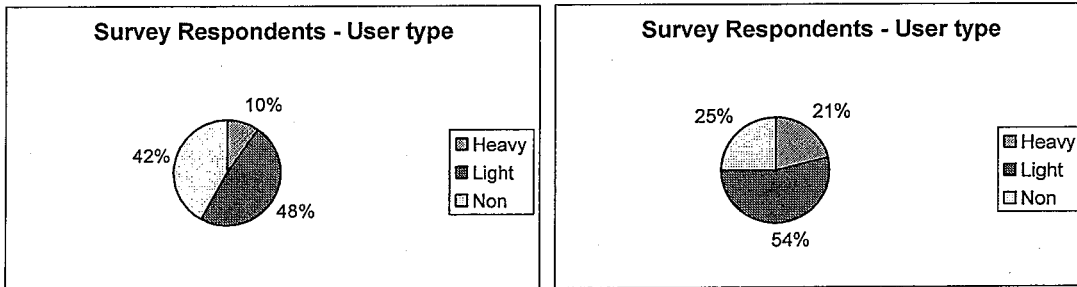 Survey Respondents - User type
10%
42%
48%
Heavy
Light
Non
Survey Respondents - User type
25%
21%
54%
Heavy
Light
Non